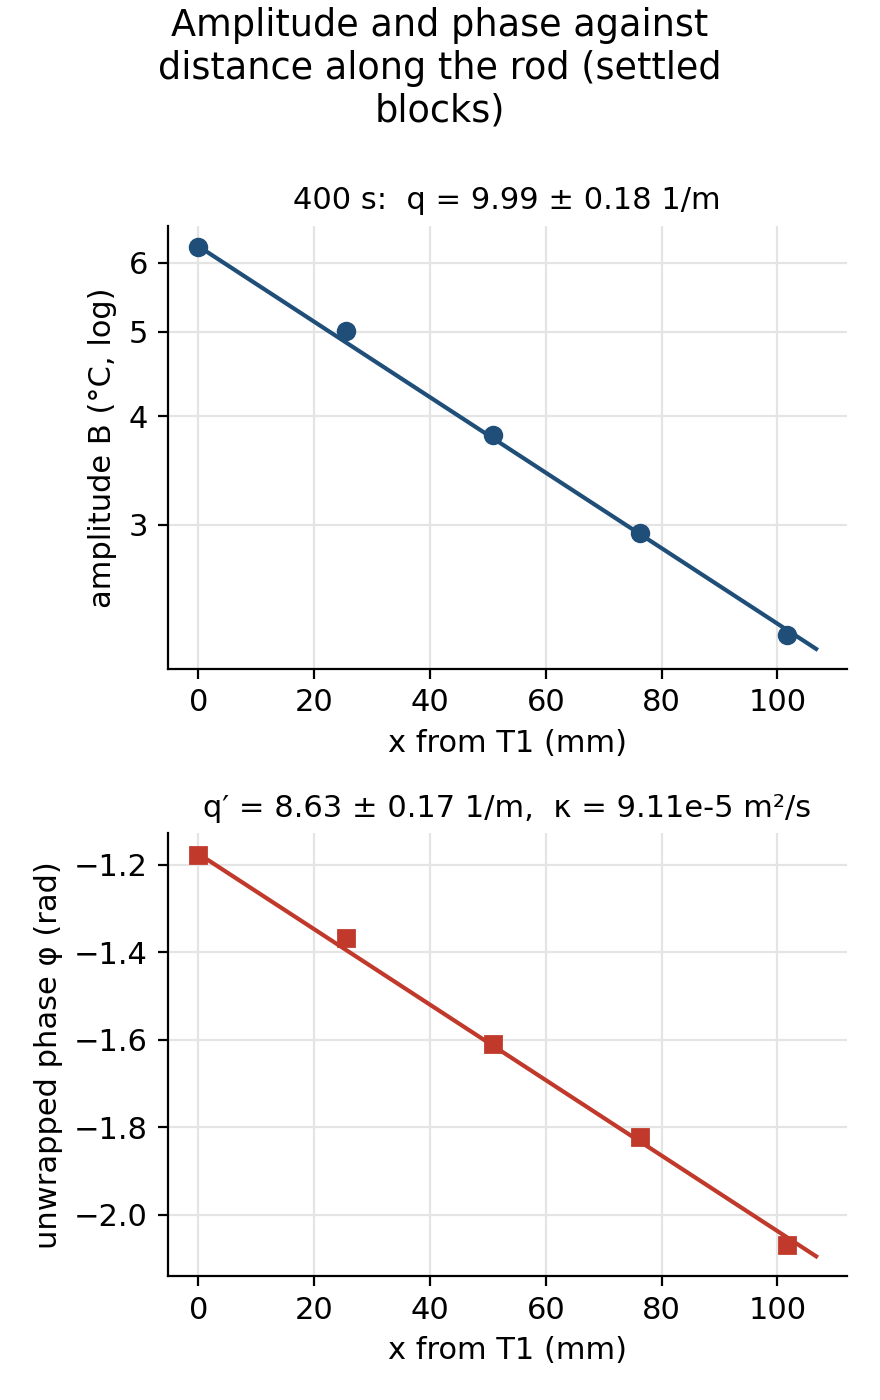 Amplitude and phase against
distance along the rod (settled
blocks)
400 s:  q = 9.99 ± 0.18 1/m
amplitude B (°C, log)
6
5
4
3
0 20 40 60 80 100
x from T1 (mm)
q′ = 8.63 ± 0.17 1/m,  κ = 9.11e-5 m²/s
unwrapped phase φ (rad)
−1.2
−1.4
−1.6
−1.8
−2.0
0 20 40 60 80 100
x from T1 (mm)